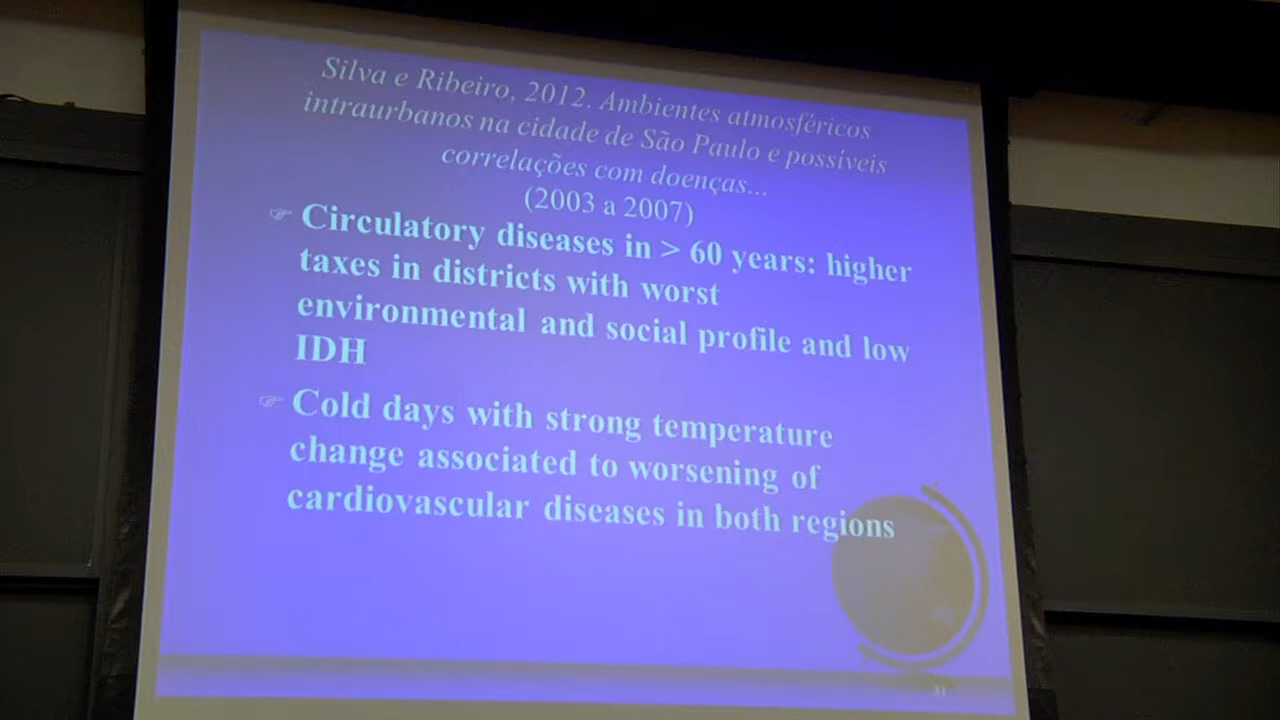 Silva e Ribeiro, 2012. Ambientes atmosféricos
intraurbanos na cidade de São Paulo e possíveis
correlações com doenças...
(2003 a 2007)
Circulatory diseases in > 60 years: higher
taxes in districts with worst
environmental and social profile and low
IDH
Cold days with strong temperature
change associated to worsening of
cardiovascular diseases in both regions